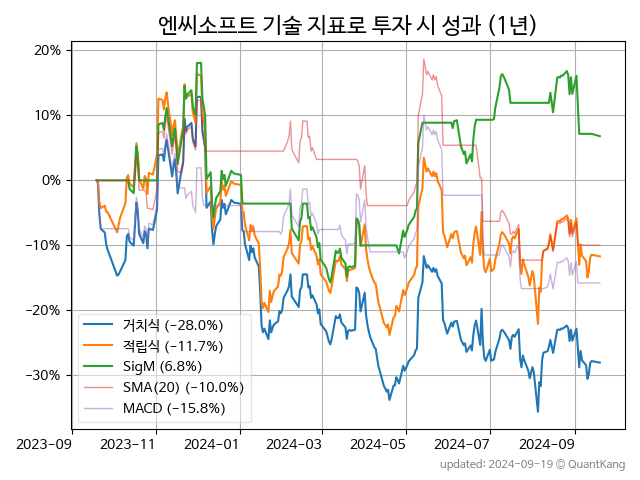 엔씨소프트 기술 지표로 투자 시 성과 (1년)
20%
10%
0%
−10%
−20%
−30%
거치식 (−28.0%)
적립식 (−11.7%)
SigM (6.8%)
SMA(20) (−10.0%)
MACD (−15.8%)
2023-09
2023-11
2024-01
2024-03
2024-05
2024-07
2024-09
updated: 2024-09-19 © QuantKang